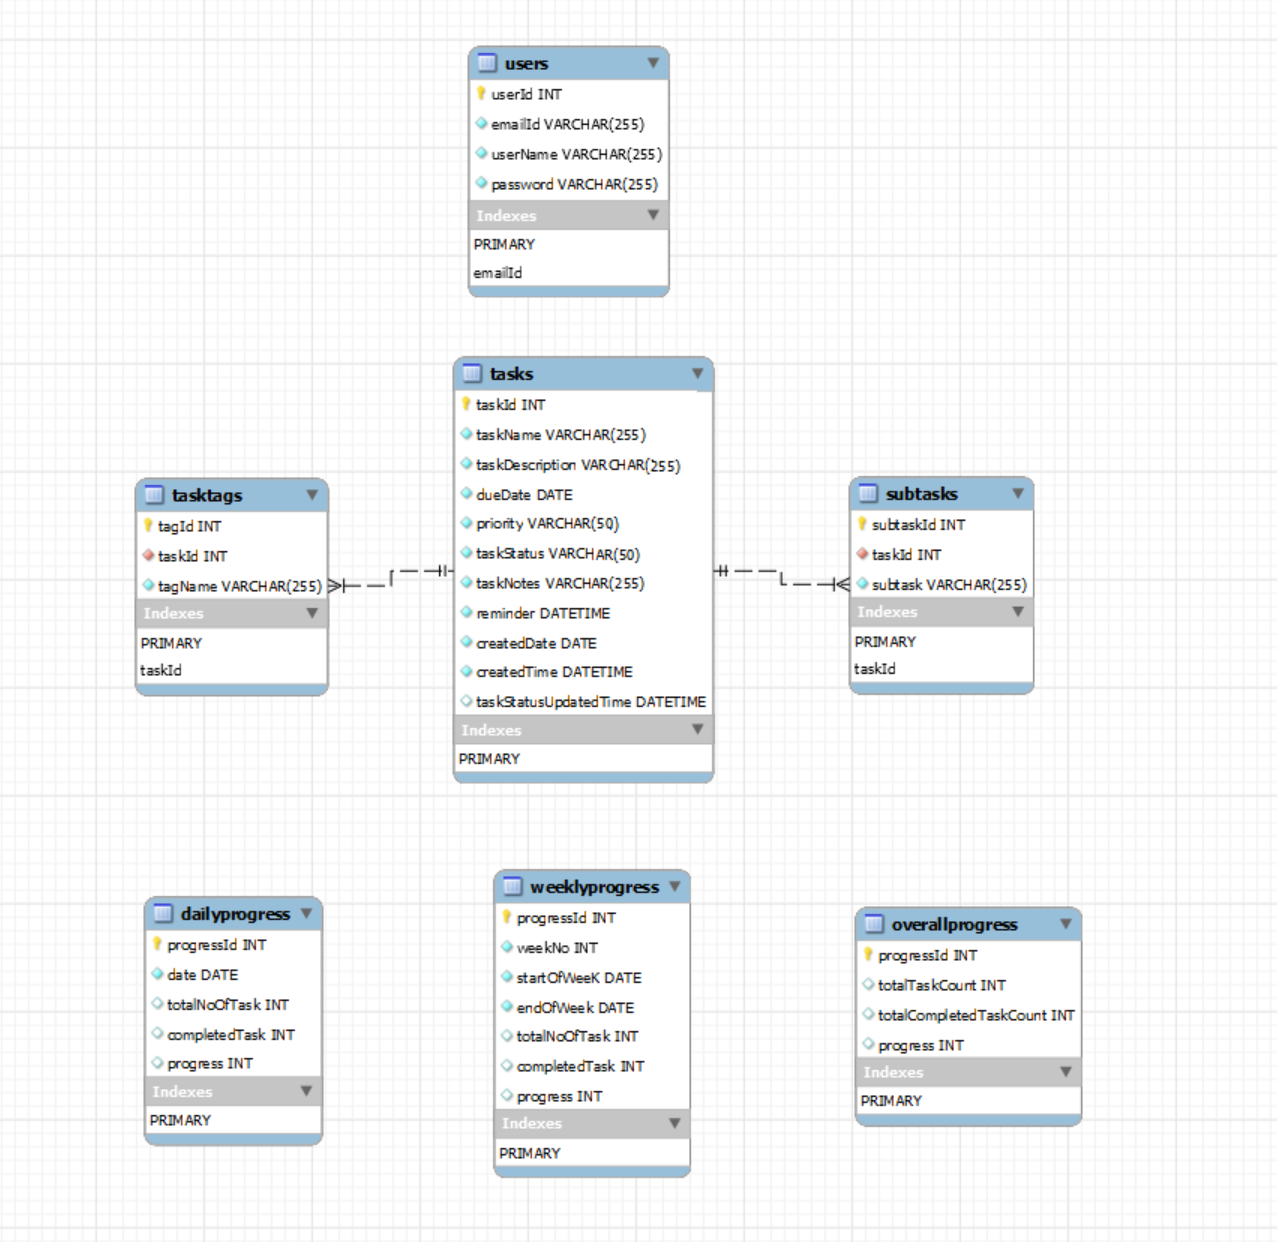 users
userId INT
emailId VARCHAR(255)
userName VARCHAR(255)
password VARCHAR(255)
Indexes
PRIMARY
emailId
tasks
taskId INT
taskName VARCHAR(255)
taskDescription VARCHAR(255)
dueDate DATE
priority VARCHAR(50)
taskStatus VARCHAR(50)
taskNotes VARCHAR(255)
reminder DATETIME
createdDate DATE
createdTime DATETIME
taskStatusUpdatedTime DATETIME
Indexes
PRIMARY
tasktags
tagId INT
taskId INT
tagName VARCHAR(255)
Indexes
PRIMARY
taskId
subtasks
subtaskId INT
taskId INT
subtask VARCHAR(255)
Indexes
PRIMARY
taskId
dailyprogress
progressId INT
date DATE
totalNoOfTask INT
completedTask INT
progress INT
Indexes
PRIMARY
weeklyprogress
progressId INT
weekNo INT
startOfWeeK DATE
endOfWeek DATE
totalNoOfTask INT
completedTask INT
progress INT
Indexes
PRIMARY
overallprogress
progressId INT
totalTaskCount INT
totalCompletedTaskCount INT
progress INT
Indexes
PRIMARY